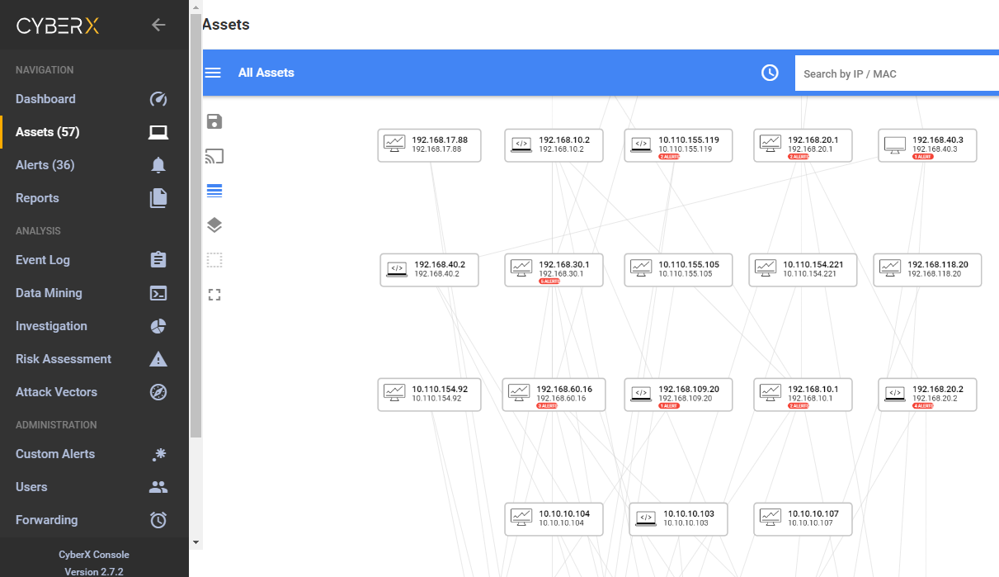 CYBERX
Assets
NAVIGATION
Dashboard
Assets (57)
Alerts (36)
Reports
ANALYSIS
Event Log
Data Mining
Investigation
Risk Assessment
Attack Vectors
ADMINISTRATION
Custom Alerts
Users
Forwarding
CyberX Console
Version 2.7.2
All Assets
Search by IP / MAC
192.168.17.88
192.168.17.88
</>
192.168.10.2
192.168.10.2
</>
10.110.155.119
10.110.155.119
2 ALERTS
192.168.20.1
192.168.20.1
2 ALERTS
192.168.40.3
192.168.40.3
1 ALERT
</>
192.168.40.2
192.168.40.2
192.168.30.1
192.168.30.1
5 ALERTS
10.110.155.105
10.110.155.105
10.110.154.221
10.110.154.221
192.168.118.20
192.168.118.20
10.110.154.92
10.110.154.92
192.168.60.16
192.168.60.16
3 ALERTS
</>
192.168.109.20
192.168.109.20
1 ALERT
192.168.10.1
192.168.10.1
2 ALERTS
</>
192.168.20.2
192.168.20.2
4 ALERTS
10.10.10.104
10.10.10.104
</>
10.10.10.103
10.10.10.103
10.10.10.107
10.10.10.107